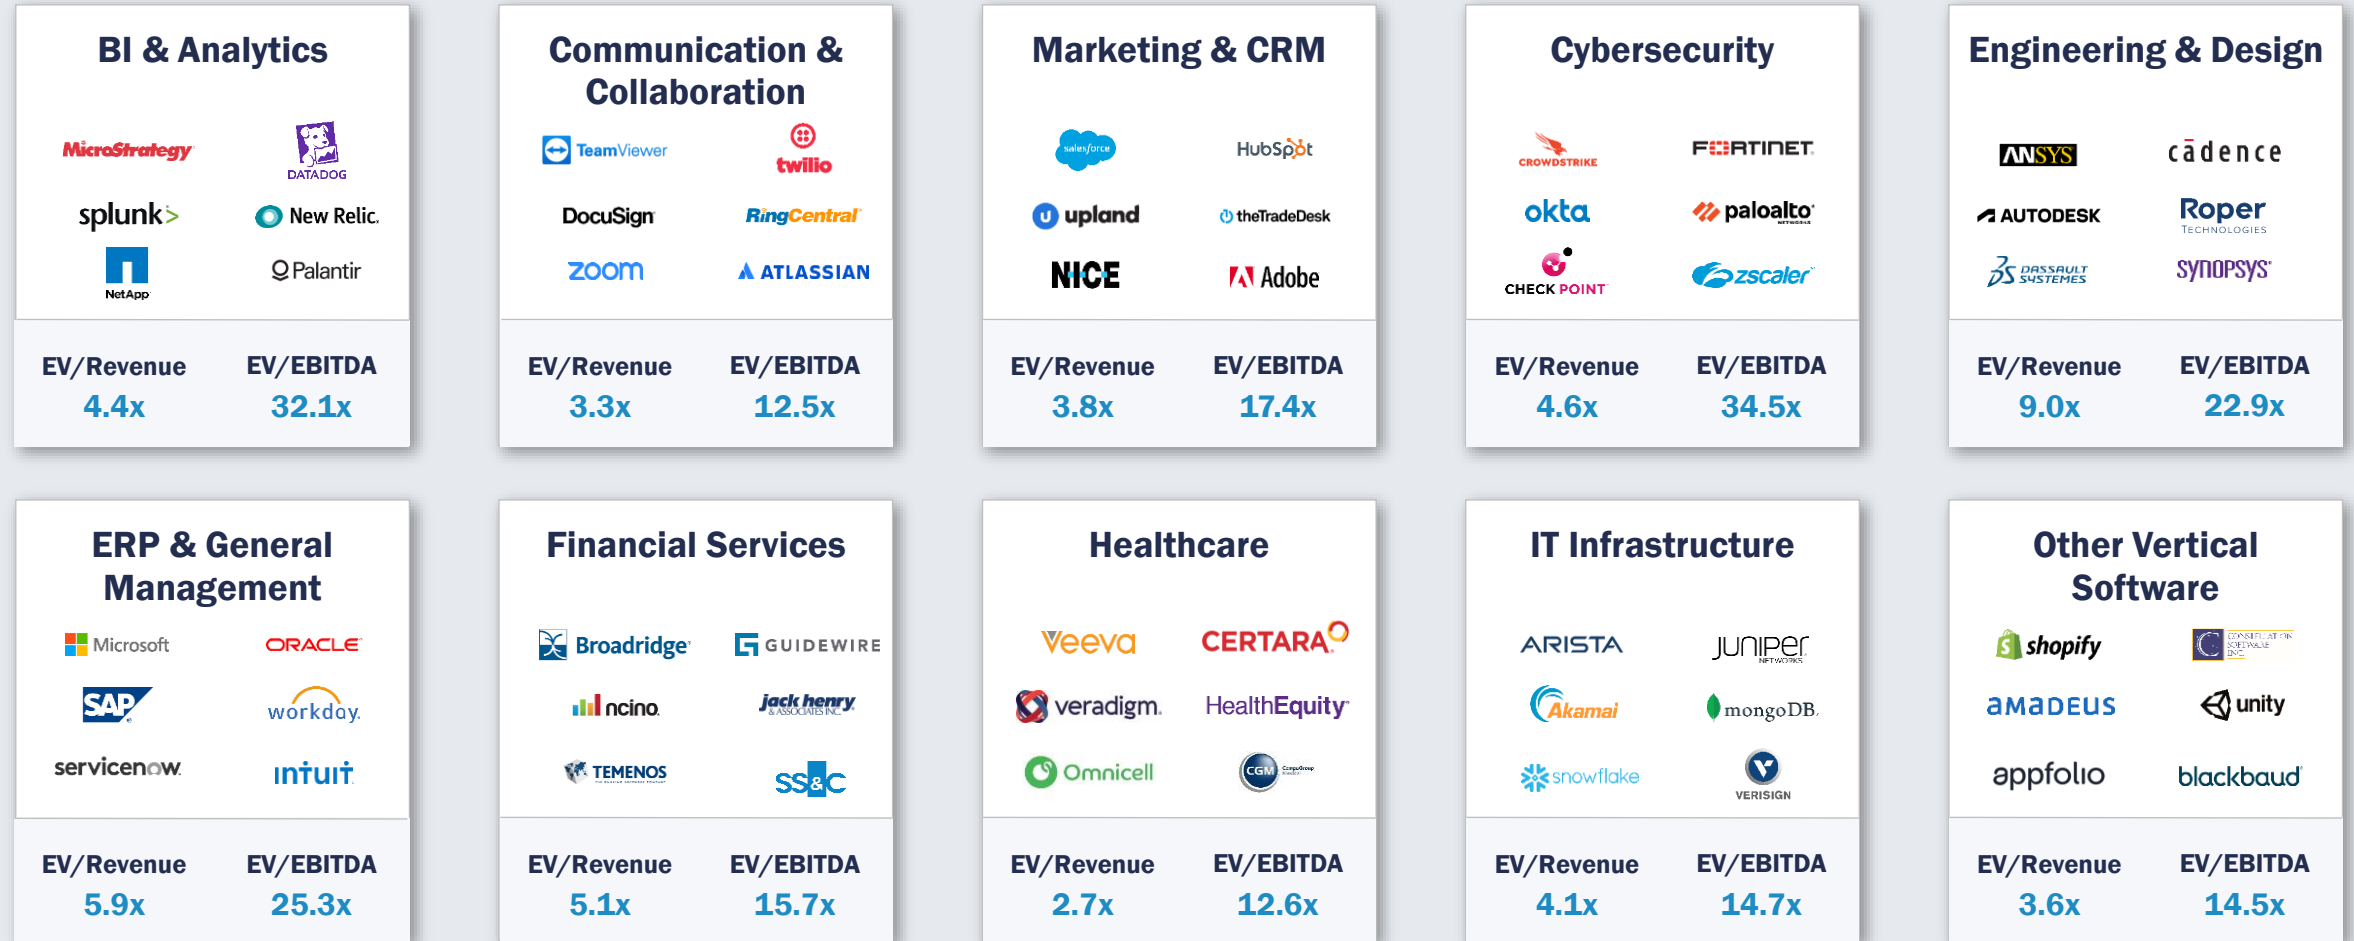 BI & Analytics
MicroStrategy
DATADOG
splunk>
New Relic.
NetApp
Palantir
EV/Revenue EV/EBITDA
4.4x 32.1x
Communication &
Collaboration
TeamViewer
twilio
DocuSign
RingCentral
zoom
ATLASSIAN
EV/Revenue EV/EBITDA
3.3x 12.5x
Marketing & CRM
salesforce
HubSpot
upland
theTradeDesk
NICE
Adobe
EV/Revenue EV/EBITDA
3.8x 17.4x
Cybersecurity
CROWDSTRIKE
FORTINET
okta
paloalto
NETWORKS
CHECK POINT
zscaler
EV/Revenue EV/EBITDA
4.6x 34.5x
Engineering & Design
ANSYS
cādence
AUTODESK
Roper
TECHNOLOGIES
DASSAULT
SYSTEMES
SYNOPSYS
EV/Revenue EV/EBITDA
9.0x 22.9x
ERP & General
Management
Microsoft
ORACLE
SAP
workday.
servicenow.
intuit
EV/Revenue EV/EBITDA
5.9x 25.3x
Financial Services
Broadridge
GUIDEWIRE
ncino.
jack henry
& ASSOCIATES INC.
TEMENOS
SS&C
EV/Revenue EV/EBITDA
5.1x 15.7x
Healthcare
Veeva
CERTARA
veradigm.
HealthEquity
Omnicell
CGM
CompuGroup
EV/Revenue EV/EBITDA
2.7x 12.6x
IT Infrastructure
ARISTA
JUNIPER
NETWORKS
Akamai
mongoDB.
snowflake
VERISIGN
EV/Revenue EV/EBITDA
4.1x 14.7x
Other Vertical
Software
shopify
CONSTELLATION
SOFTWARE
INC.
amadeus
unity
appfolio
blackbaud
EV/Revenue EV/EBITDA
3.6x 14.5x